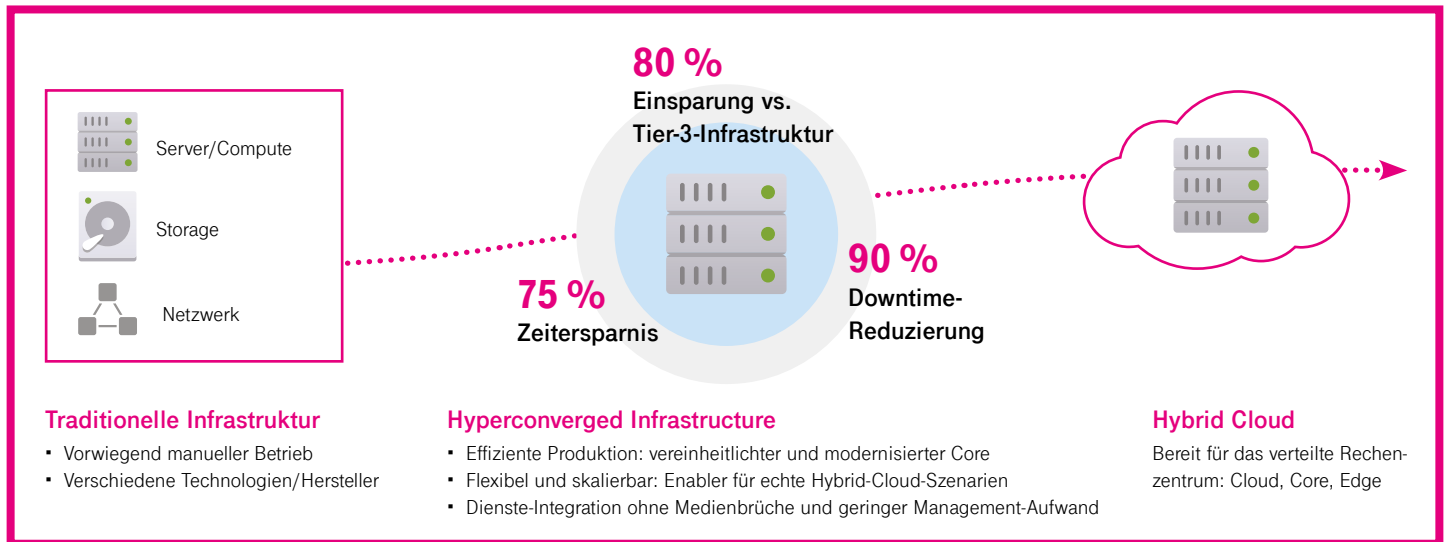 Server/Compute
Storage
Netzwerk
80 %
Einsparung vs.
Tier-3-Infrastruktur
75 %
Zeitersparnis
90 %
Downtime-
Reduzierung
Traditionelle Infrastruktur
▪ Vorwiegend manueller Betrieb
▪ Verschiedene Technologien/Hersteller
Hyperconverged Infrastructure
▪ Effiziente Produktion: vereinheitlichter und modernisierter Core
▪ Flexibel und skalierbar: Enabler für echte Hybrid-Cloud-Szenarien
▪ Dienste-Integration ohne Medienbrüche und geringer Management-Aufwand
Hybrid Cloud
Bereit für das verteilte Rechen-
zentrum: Cloud, Core, Edge